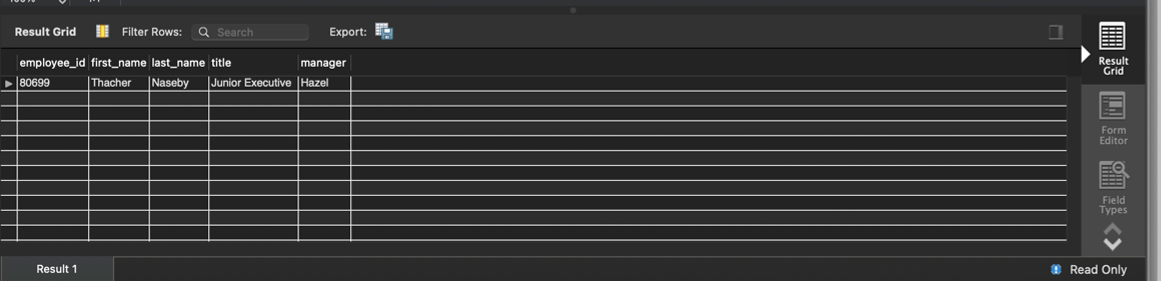 Result Grid Filter Rows: Search Export:
employee_id first_name last_name title manager
80699 Thacher Naseby Junior Executive Hazel
Result
Grid
Form
Editor
Field
Types
Result 1 Read Only